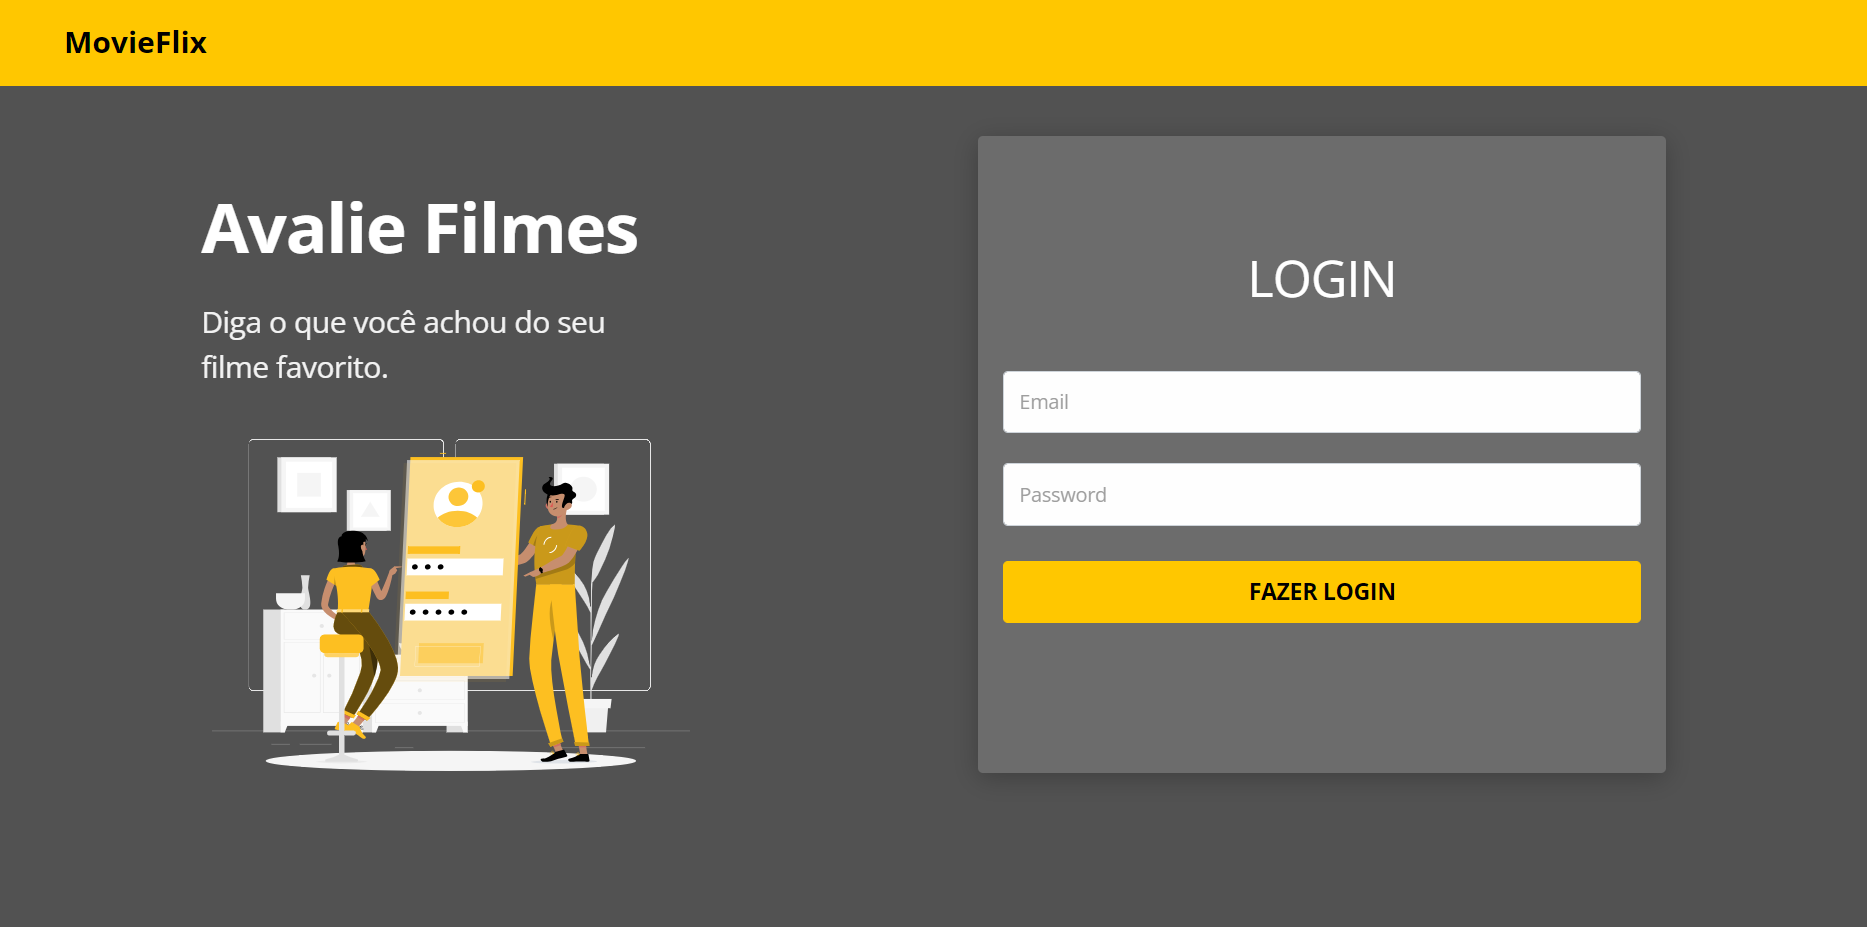 MovieFlix
Avalie Filmes
Diga o que você achou do seu
filme favorito.
LOGIN
Email
Password
FAZER LOGIN